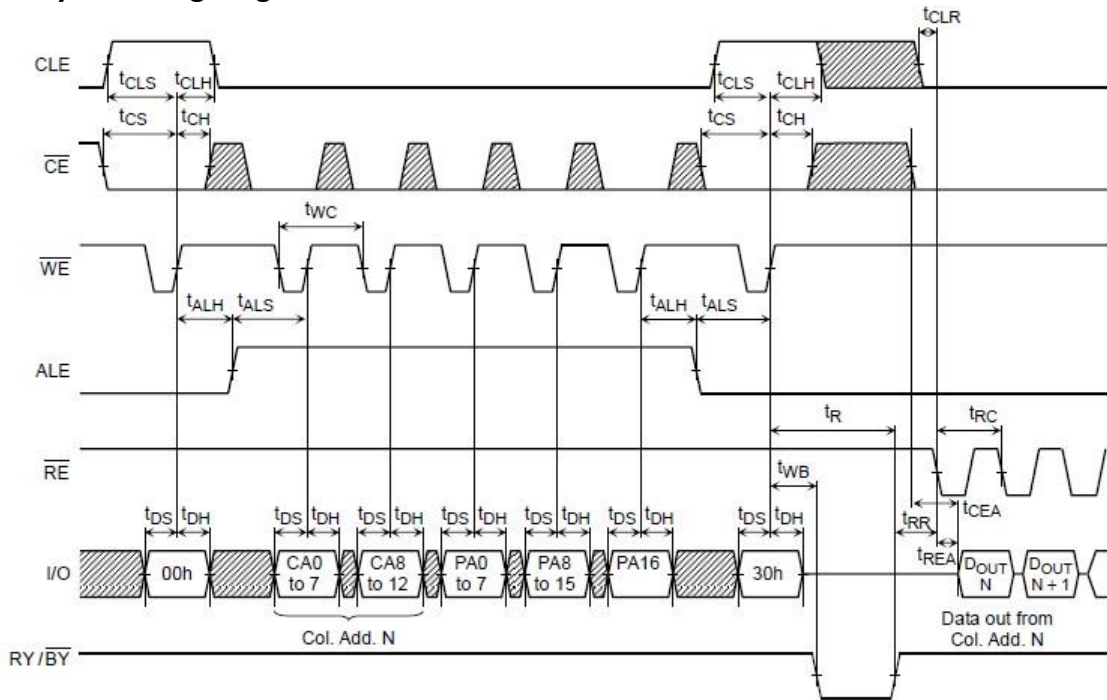 tCLR
CLE
tCLS tCLH tCLS tCLH
tCS tCH tCS tCH
CE
tWC
WE
tALH tALS tALH tALS
ALE
tR tRC
RE
tWB
tCEA
tDS tDH tDS tDH tDS tDH tDS tDH tDS tDH tDS tDH tDS tDH tRR
tREA
I/O 00h CA0 to 7 CA8 to 12 PA0 to 7 PA8 to 15 PA16 30h DOUT N DOUT N + 1
Col. Add. N
Data out from
Col. Add. N
RY/BY